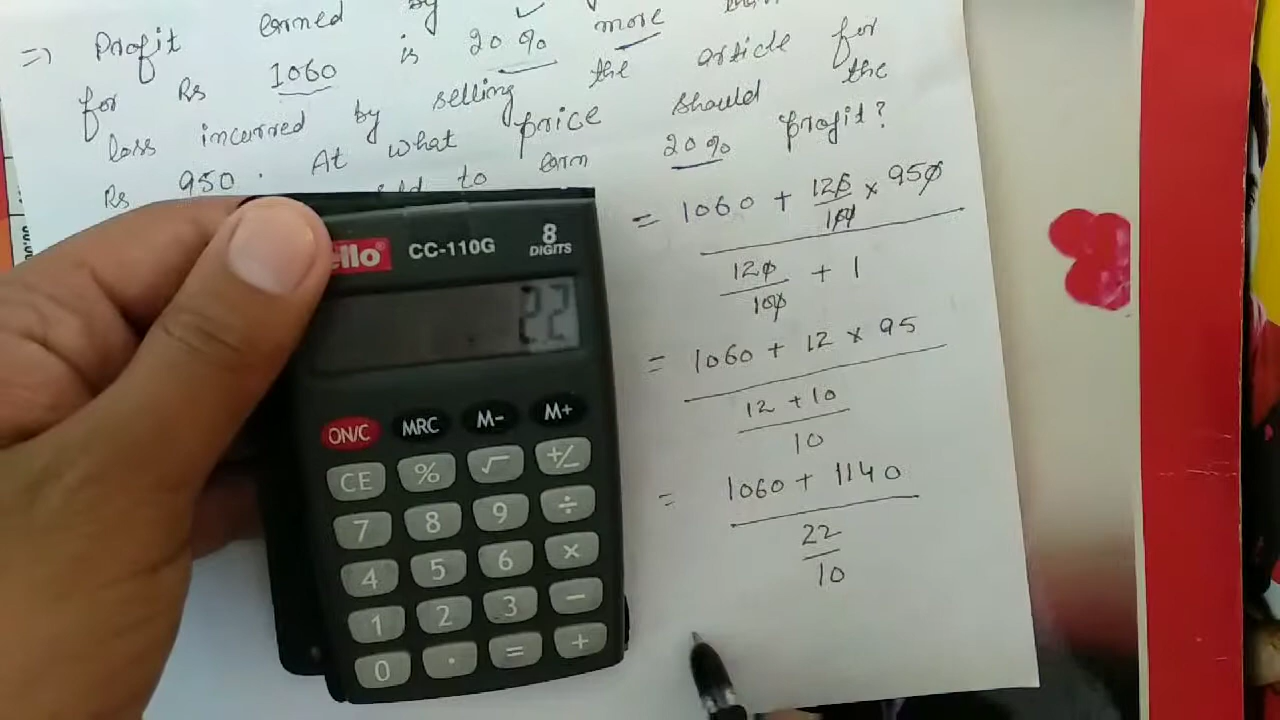 => Profit earned by
for Rs 1060 is 20% more than
loss incurred by selling the article for
Rs 950. At what price should the
sold to earn 20% profit?
= 1060 + 120/100 × 950
120/100 + 1
= 1060 + 12 × 95
12 + 10
10
= 1060 + 1140
22
10
llo CC-110G 8
DIGITS
22
ON/C MRC M- M+
CE % √ +/-
7 8 9 ÷
4 5 6 ×
1 2 3 −
0 . = +